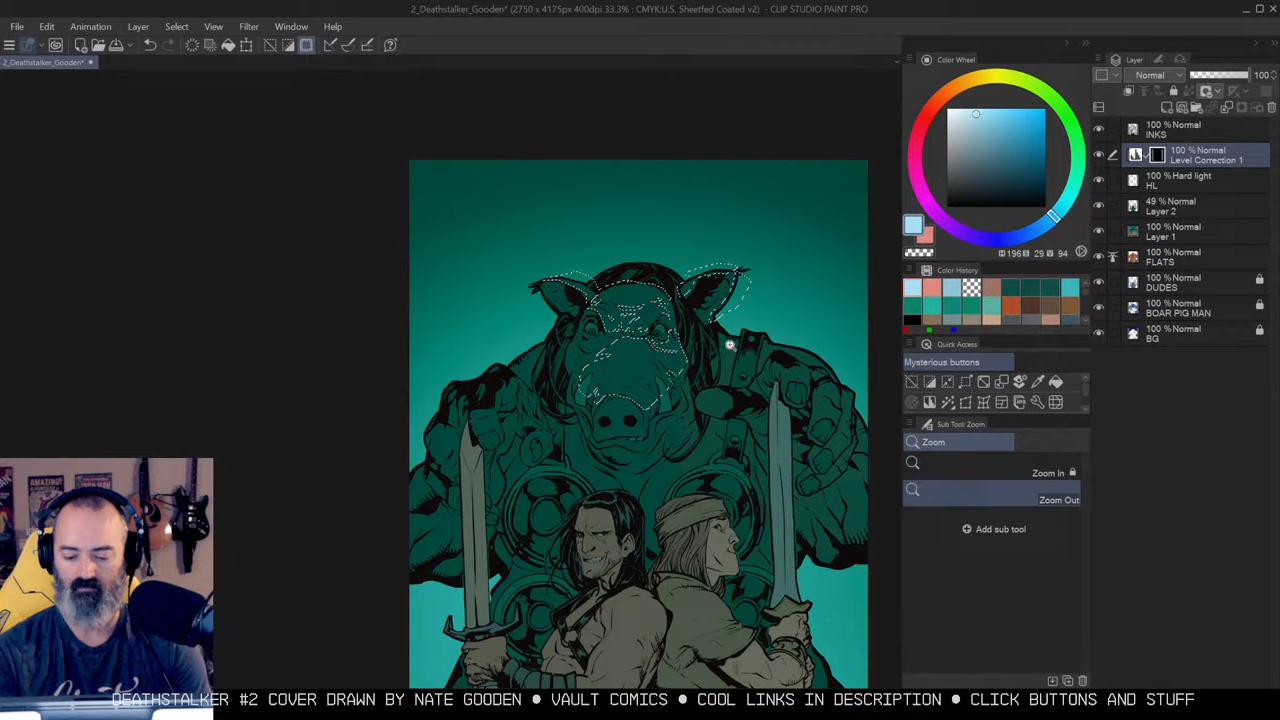 2_Deathstalker_Gooden* (2750 x 4175px 400dpi 33.3% : CMYK:U.S. Sheetfed Coated v2) - CLIP STUDIO PAINT PRO
File Edit Animation Layer Select View Filter Window Help
2_Deathstalker_Gooden*
Color Wheel
H196 S 29 V 94
Color History
Quick Access
Mysterious buttons
Sub Tool: Zoom
Zoom
Zoom In
Zoom Out
Add sub tool
Layer
Normal 100
100 % Normal
INKS
100 % Normal
Level Correction 1
100 % Hard light
HL
49 % Normal
Layer 2
100 % Normal
Layer 1
100 % Normal
FLATS
100 % Normal
DUDES
100 % Normal
BOAR PIG MAN
100 % Normal
BG
AMAZING
DEATHSTALKER #2 COVER DRAWN BY NATE GOODEN ● VAULT COMICS ● COOL LINKS IN DESCRIPTION ● CLICK BUTTONS AND STUFF